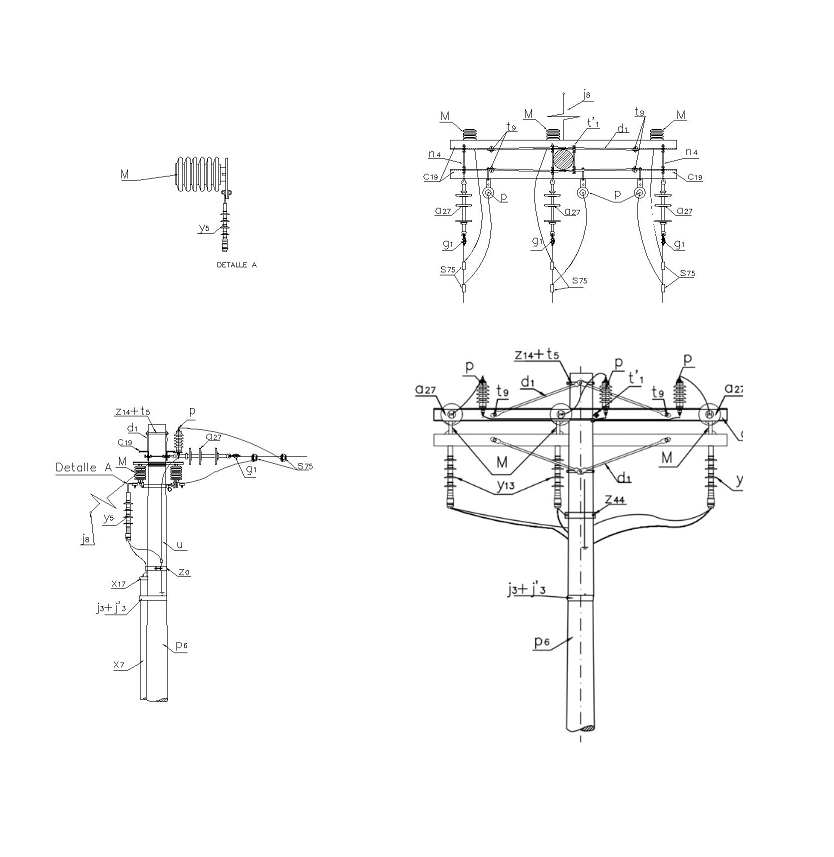 M
y5
DETALLE A
j8
M t9 M t'1 t9 M
d1
n4 n4
c19 c19
p p
a27 a27 a27
g1 g1 g1
S75 S75 S75
z14+t5
d1
p
c19
a27
Detalle A M
g1 S75
y5
j8
u
x17
j3+j'3
p6
x7
z14+t5
p p p
a27 d1 t'1 a27
t9 t9
M M
y13 d1 y
z44
j3+j'3
p6